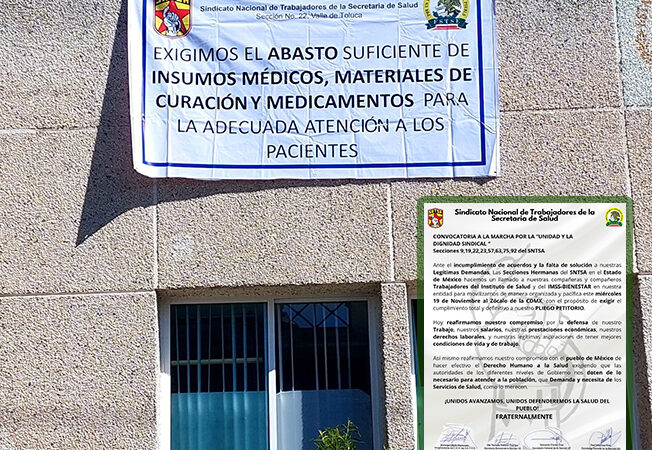 Sindicato Nacional de Trabajadores de la Secretaria de Salud
Sección No. 22, Valle de Toluca
FSTSE
EXIGIMOS EL ABASTO SUFICIENTE DE
INSUMOS MÉDICOS, MATERIALES DE
CURACIÓN Y MEDICAMENTOS PARA
LA ADECUADA ATENCIÓN A LOS
PACIENTES
Sindicato Nacional de Trabajadores de la
Secretaria de Salud
CONVOCATORIA A LA MARCHA POR LA "UNIDAD Y LA
DIGNIDAD SINDICAL "
Secciones 9,19,22,23,57,63,75,92 del SNTSA
Ante el incumplimiento de acuerdos y la falta de solución a nuestras
Legítimas Demandas, Las Secciones Hermanas del SNTSA en el Estado
de México hacemos un llamado a nuestras compañeras y compañeros
Trabajadores del Instituto de Salud y del IMSS-BIENESTAR en nuestra
entidad para movilizarnos de manera organizada y pacífica este miércoles
19 de Noviembre al Zócalo de la CDMX, con el propósito de exigir el
cumplimiento total y definitivo a nuestro PLIEGO PETITORIO.
Hoy reafirmamos nuestro compromiso por la defensa de nuestro
Trabajo, nuestros salarios, nuestras prestaciones económicas, nuestros
derechos laborales, y nuestras legítimas aspiraciones de tener mejores
condiciones de vida y de trabajo.
Así mismo reafirmamos nuestro compromiso con el pueblo de México de
hacer efectivo el Derecho Humano a la Salud exigiendo que las
autoridades de los diferentes niveles de Gobierno nos doten de lo
necesario para atender a la población, que Demanda y necesita de los
Servicios de Salud, como lo merecen.
¡UNIDOS AVANZAMOS, UNIDOS DEFENDEREMOS LA SALUD DEL
PUEBLO!
FRATERNALMENTE